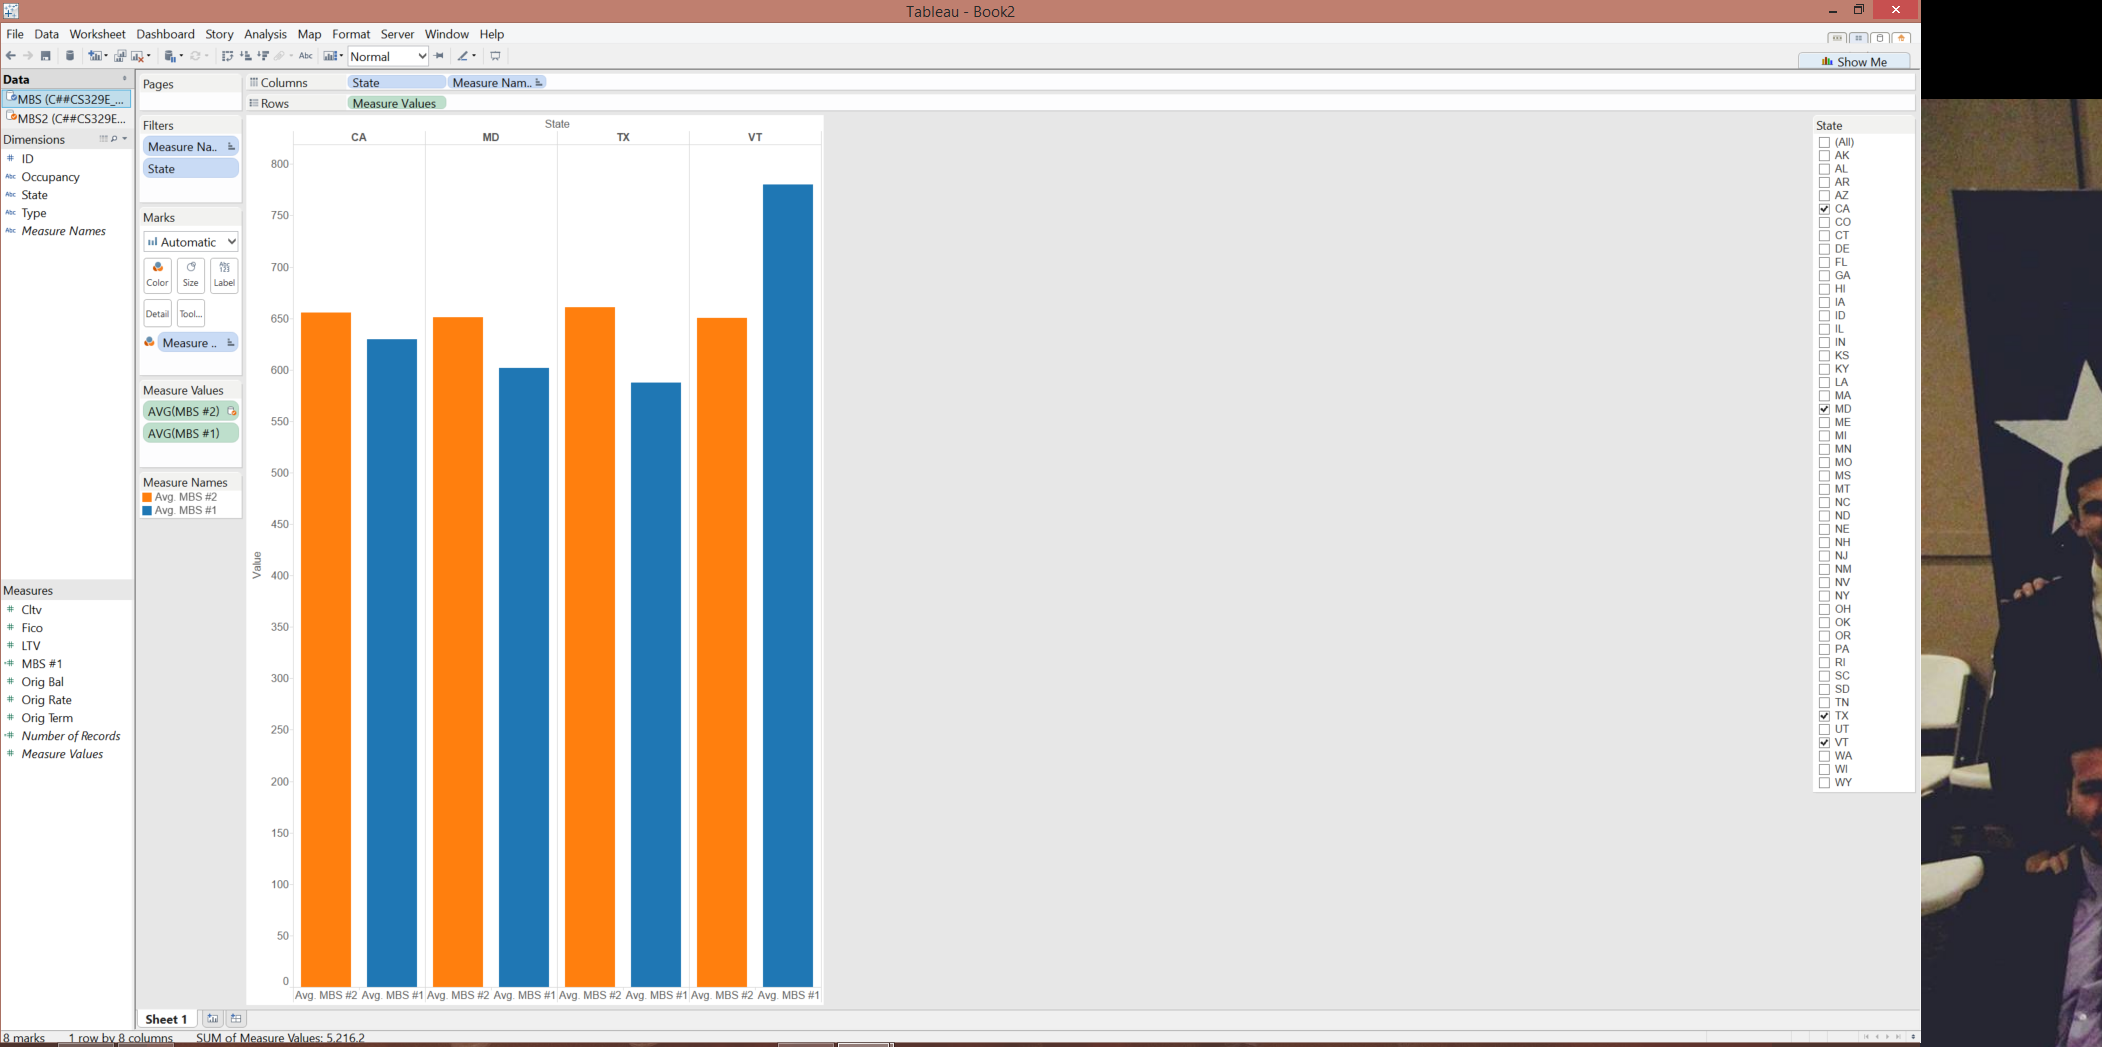 Tableau - Book2
File Data Worksheet Dashboard Story Analysis Map Format Server Window Help
Abc Normal
Show Me
Data
MBS (C##CS329E_...
MBS2 (C##CS329E...
Dimensions
# ID
Abc Occupancy
Abc State
Abc Type
Abc Measure Names
Measures
# Cltv
# Fico
# LTV
# MBS #1
# Orig Bal
# Orig Rate
# Orig Term
# Number of Records
# Measure Values
Pages
Filters
Measure Na..
State
Marks
Automatic
Color Size Abc 123 Label
Detail Tool...
Measure ..
Measure Values
AVG(MBS #2)
AVG(MBS #1)
Measure Names
Avg. MBS #2
Avg. MBS #1
Columns State Measure Nam..
Rows Measure Values
State
CA MD TX VT
800
750
700
650
600
550
500
450
400
350
300
250
200
150
100
50
0
Value
Avg. MBS #2 Avg. MBS #1 Avg. MBS #2 Avg. MBS #1 Avg. MBS #2 Avg. MBS #1 Avg. MBS #2 Avg. MBS #1
State
(All)
AK
AL
AR
AZ
CA
CO
CT
DE
FL
GA
HI
IA
ID
IL
IN
KS
KY
LA
MA
MD
ME
MI
MN
MO
MS
MT
NC
ND
NE
NH
NJ
NM
NV
NY
OH
OK
OR
PA
RI
SC
SD
TN
TX
UT
VT
WA
WI
WY
Sheet 1
8 marks 1 row by 8 columns SUM of Measure Values: 5,216.2